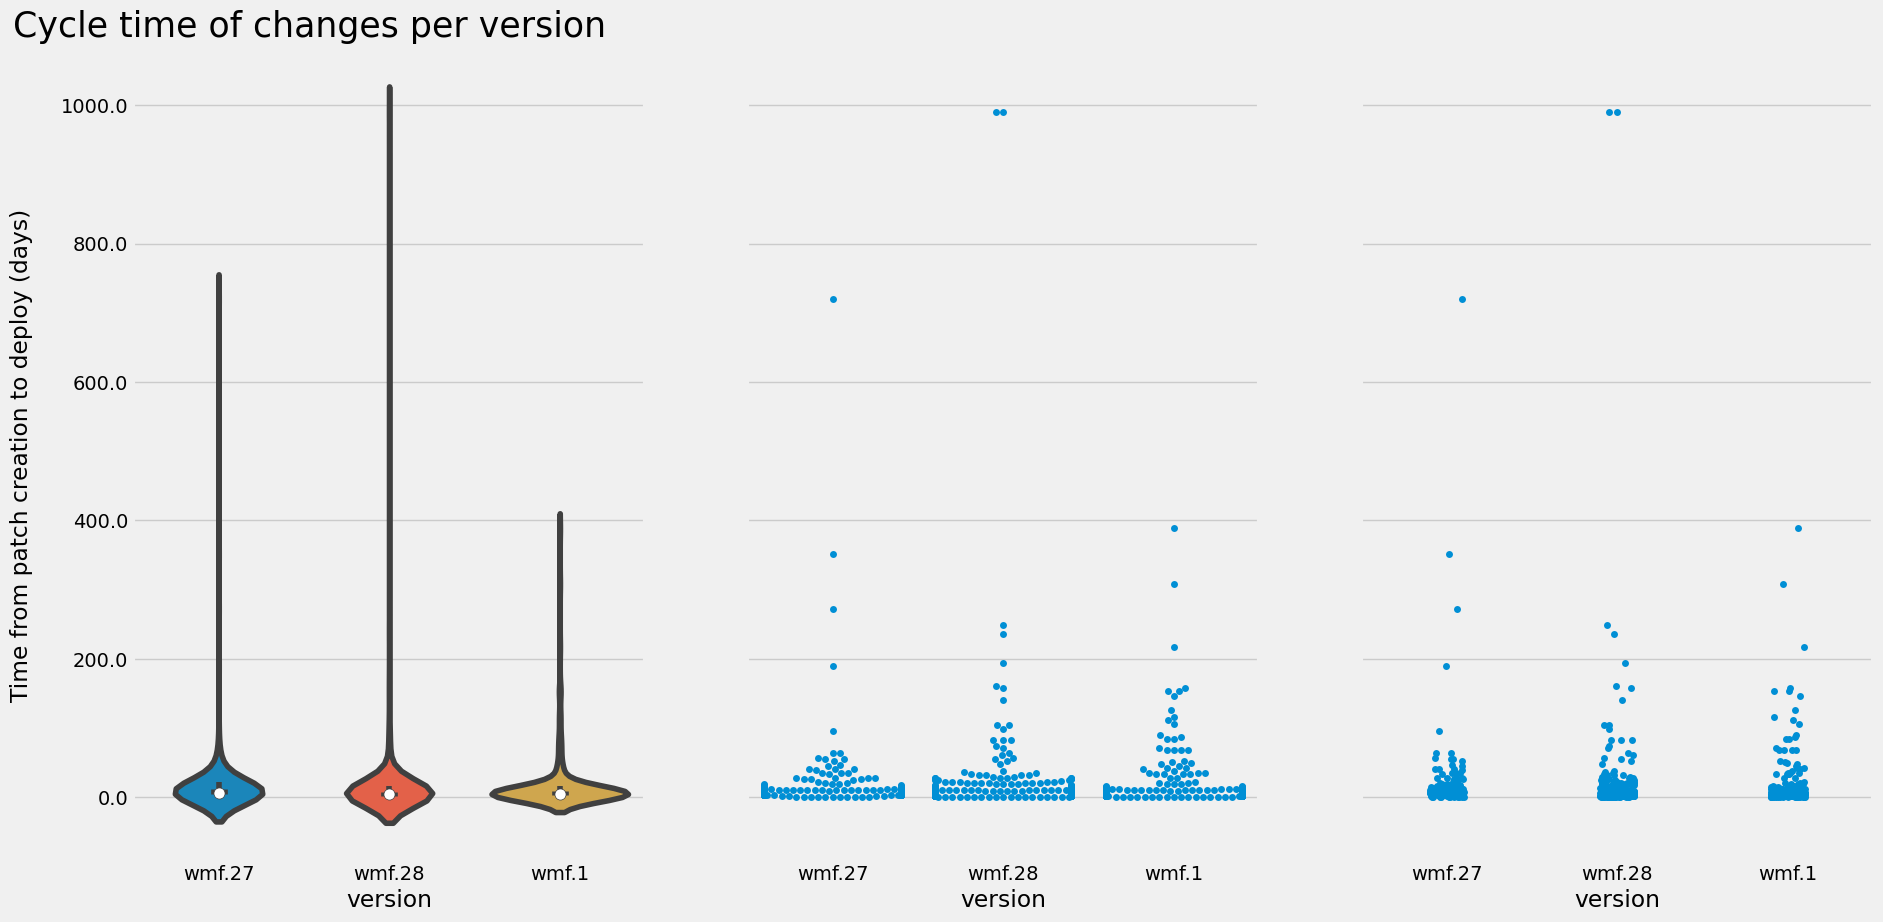 Cycle time of changes per version
Time from patch creation to deploy (days)
1000.0
800.0
600.0
400.0
200.0
0.0
wmf.27 wmf.28 wmf.1
version
wmf.27 wmf.28 wmf.1
version
wmf.27 wmf.28 wmf.1
version